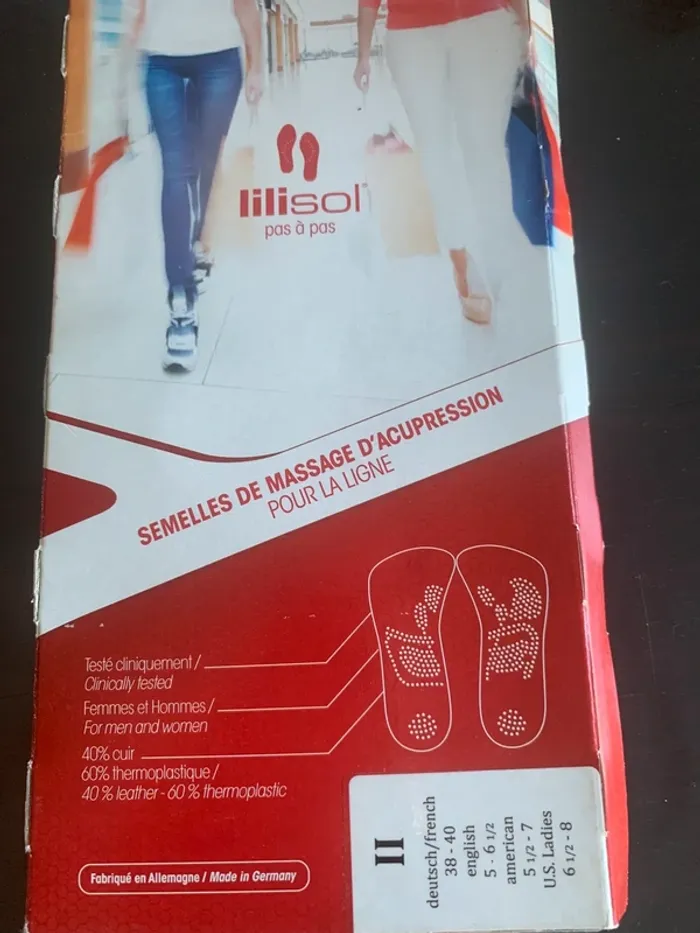 lilisol
pas à pas
SEMELLES DE MASSAGE D'ACUPRESSION
POUR LA LIGNE
Testé cliniquement /
Clinically tested
Femmes et Hommes /
For men and women
40% cuir
60% thermoplastique /
40 % leather - 60 % thermoplastic
Fabriqué en Allemagne / Made in Germany
II
deutsch/french
38 - 40
english
5 - 6 1/2
american
5 1/2 - 7
U.S. Ladies
6 1/2 - 8